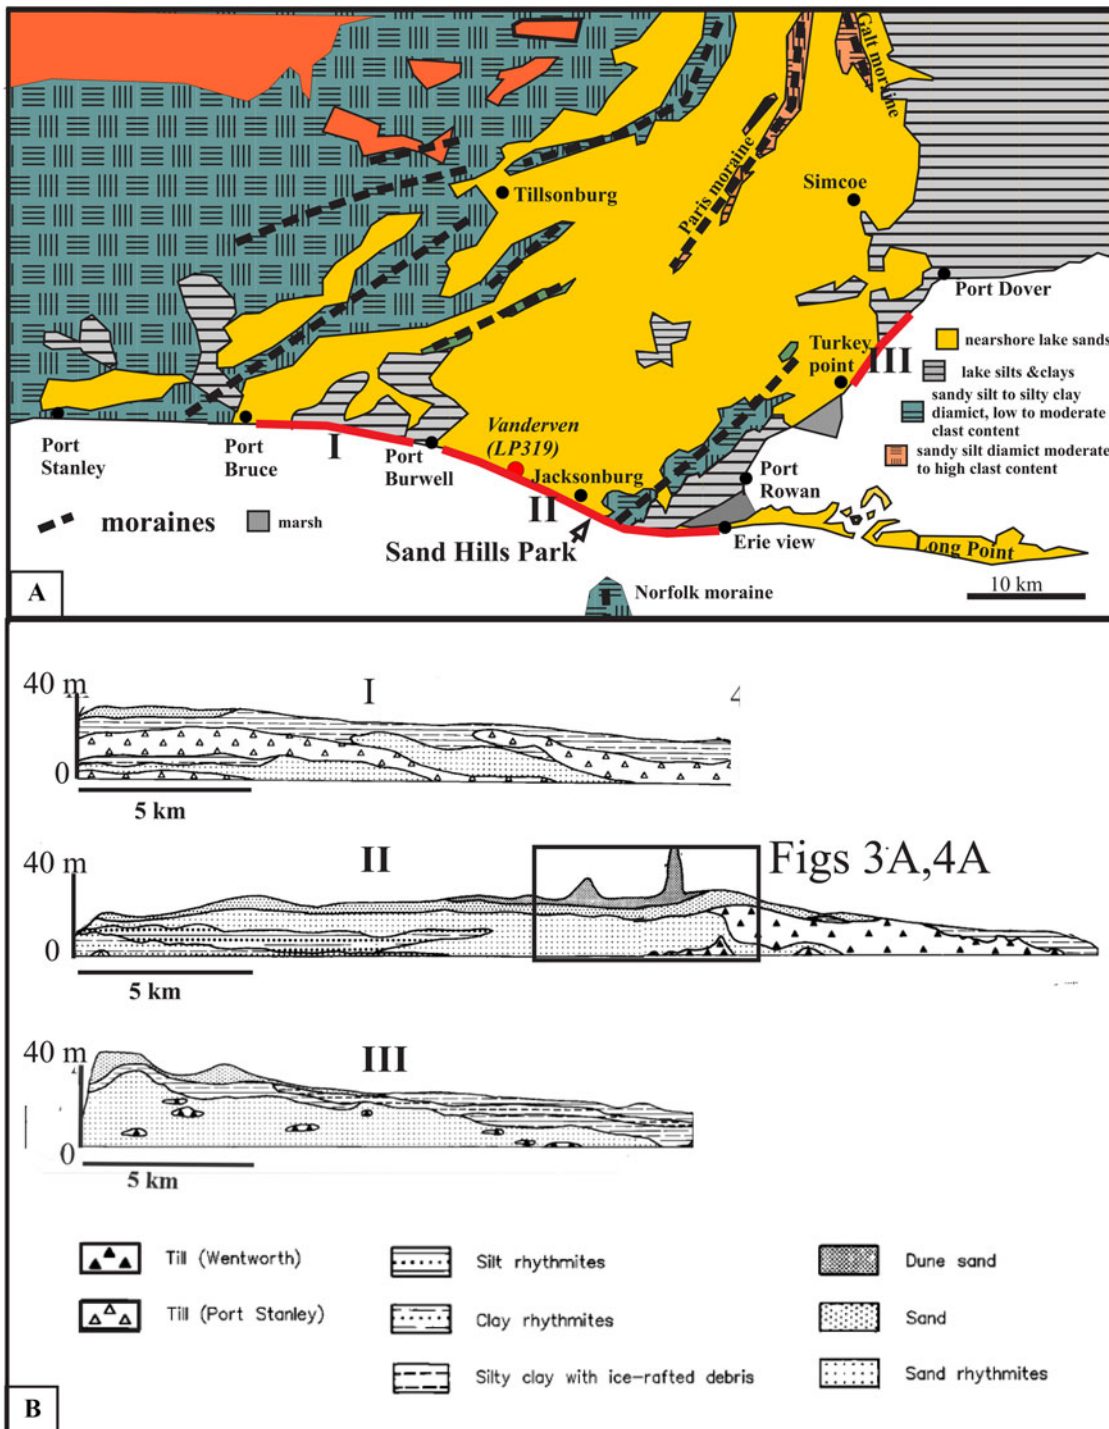 Galt moraine
Paris moraine
Tillsonburg
Simcoe
Port Dover
Turkey
point
III
nearshore lake sands
lake silts &clays
sandy silt to silty clay
diamict, low to moderate
clast content
sandy silt diamict moderate
to high clast content
Port
Stanley
Port
Bruce
I
Port
Burwell
Vanderven
(LP319)
Jacksonburg
II
Sand Hills Park
Port
Rowan
Erie view
Long Point
moraines
marsh
Norfolk moraine
10 km
A
40 m
I
4
0
5 km
40 m
II
Figs 3A,4A
0
5 km
40 m
III
0
5 km
Till (Wentworth)
Silt rhythmites
Dune sand
Till (Port Stanley)
Clay rhythmites
Sand
Silty clay with ice-rafted debris
Sand rhythmites
B